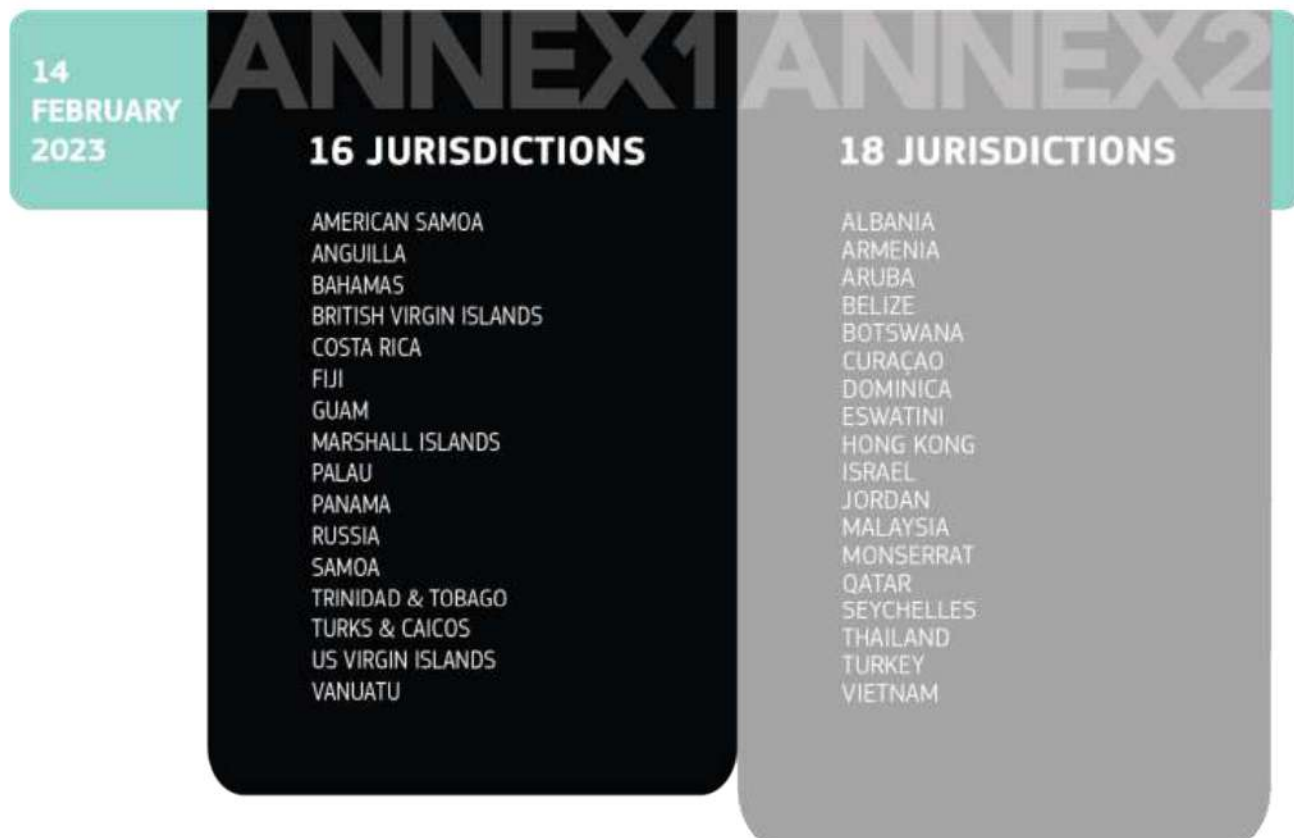 14
FEBRUARY
2023
ANNEX1
16 JURISDICTIONS
AMERICAN SAMOA
ANGUILLA
BAHAMAS
BRITISH VIRGIN ISLANDS
COSTA RICA
FIJI
GUAM
MARSHALL ISLANDS
PALAU
PANAMA
RUSSIA
SAMOA
TRINIDAD & TOBAGO
TURKS & CAICOS
US VIRGIN ISLANDS
VANUATU
ANNEX2
18 JURISDICTIONS
ALBANIA
ARMENIA
ARUBA
BELIZE
BOTSWANA
CURAÇAO
DOMINICA
ESWATINI
HONG KONG
ISRAEL
JORDAN
MALAYSIA
MONSERRAT
QATAR
SEYCHELLES
THAILAND
TURKEY
VIETNAM